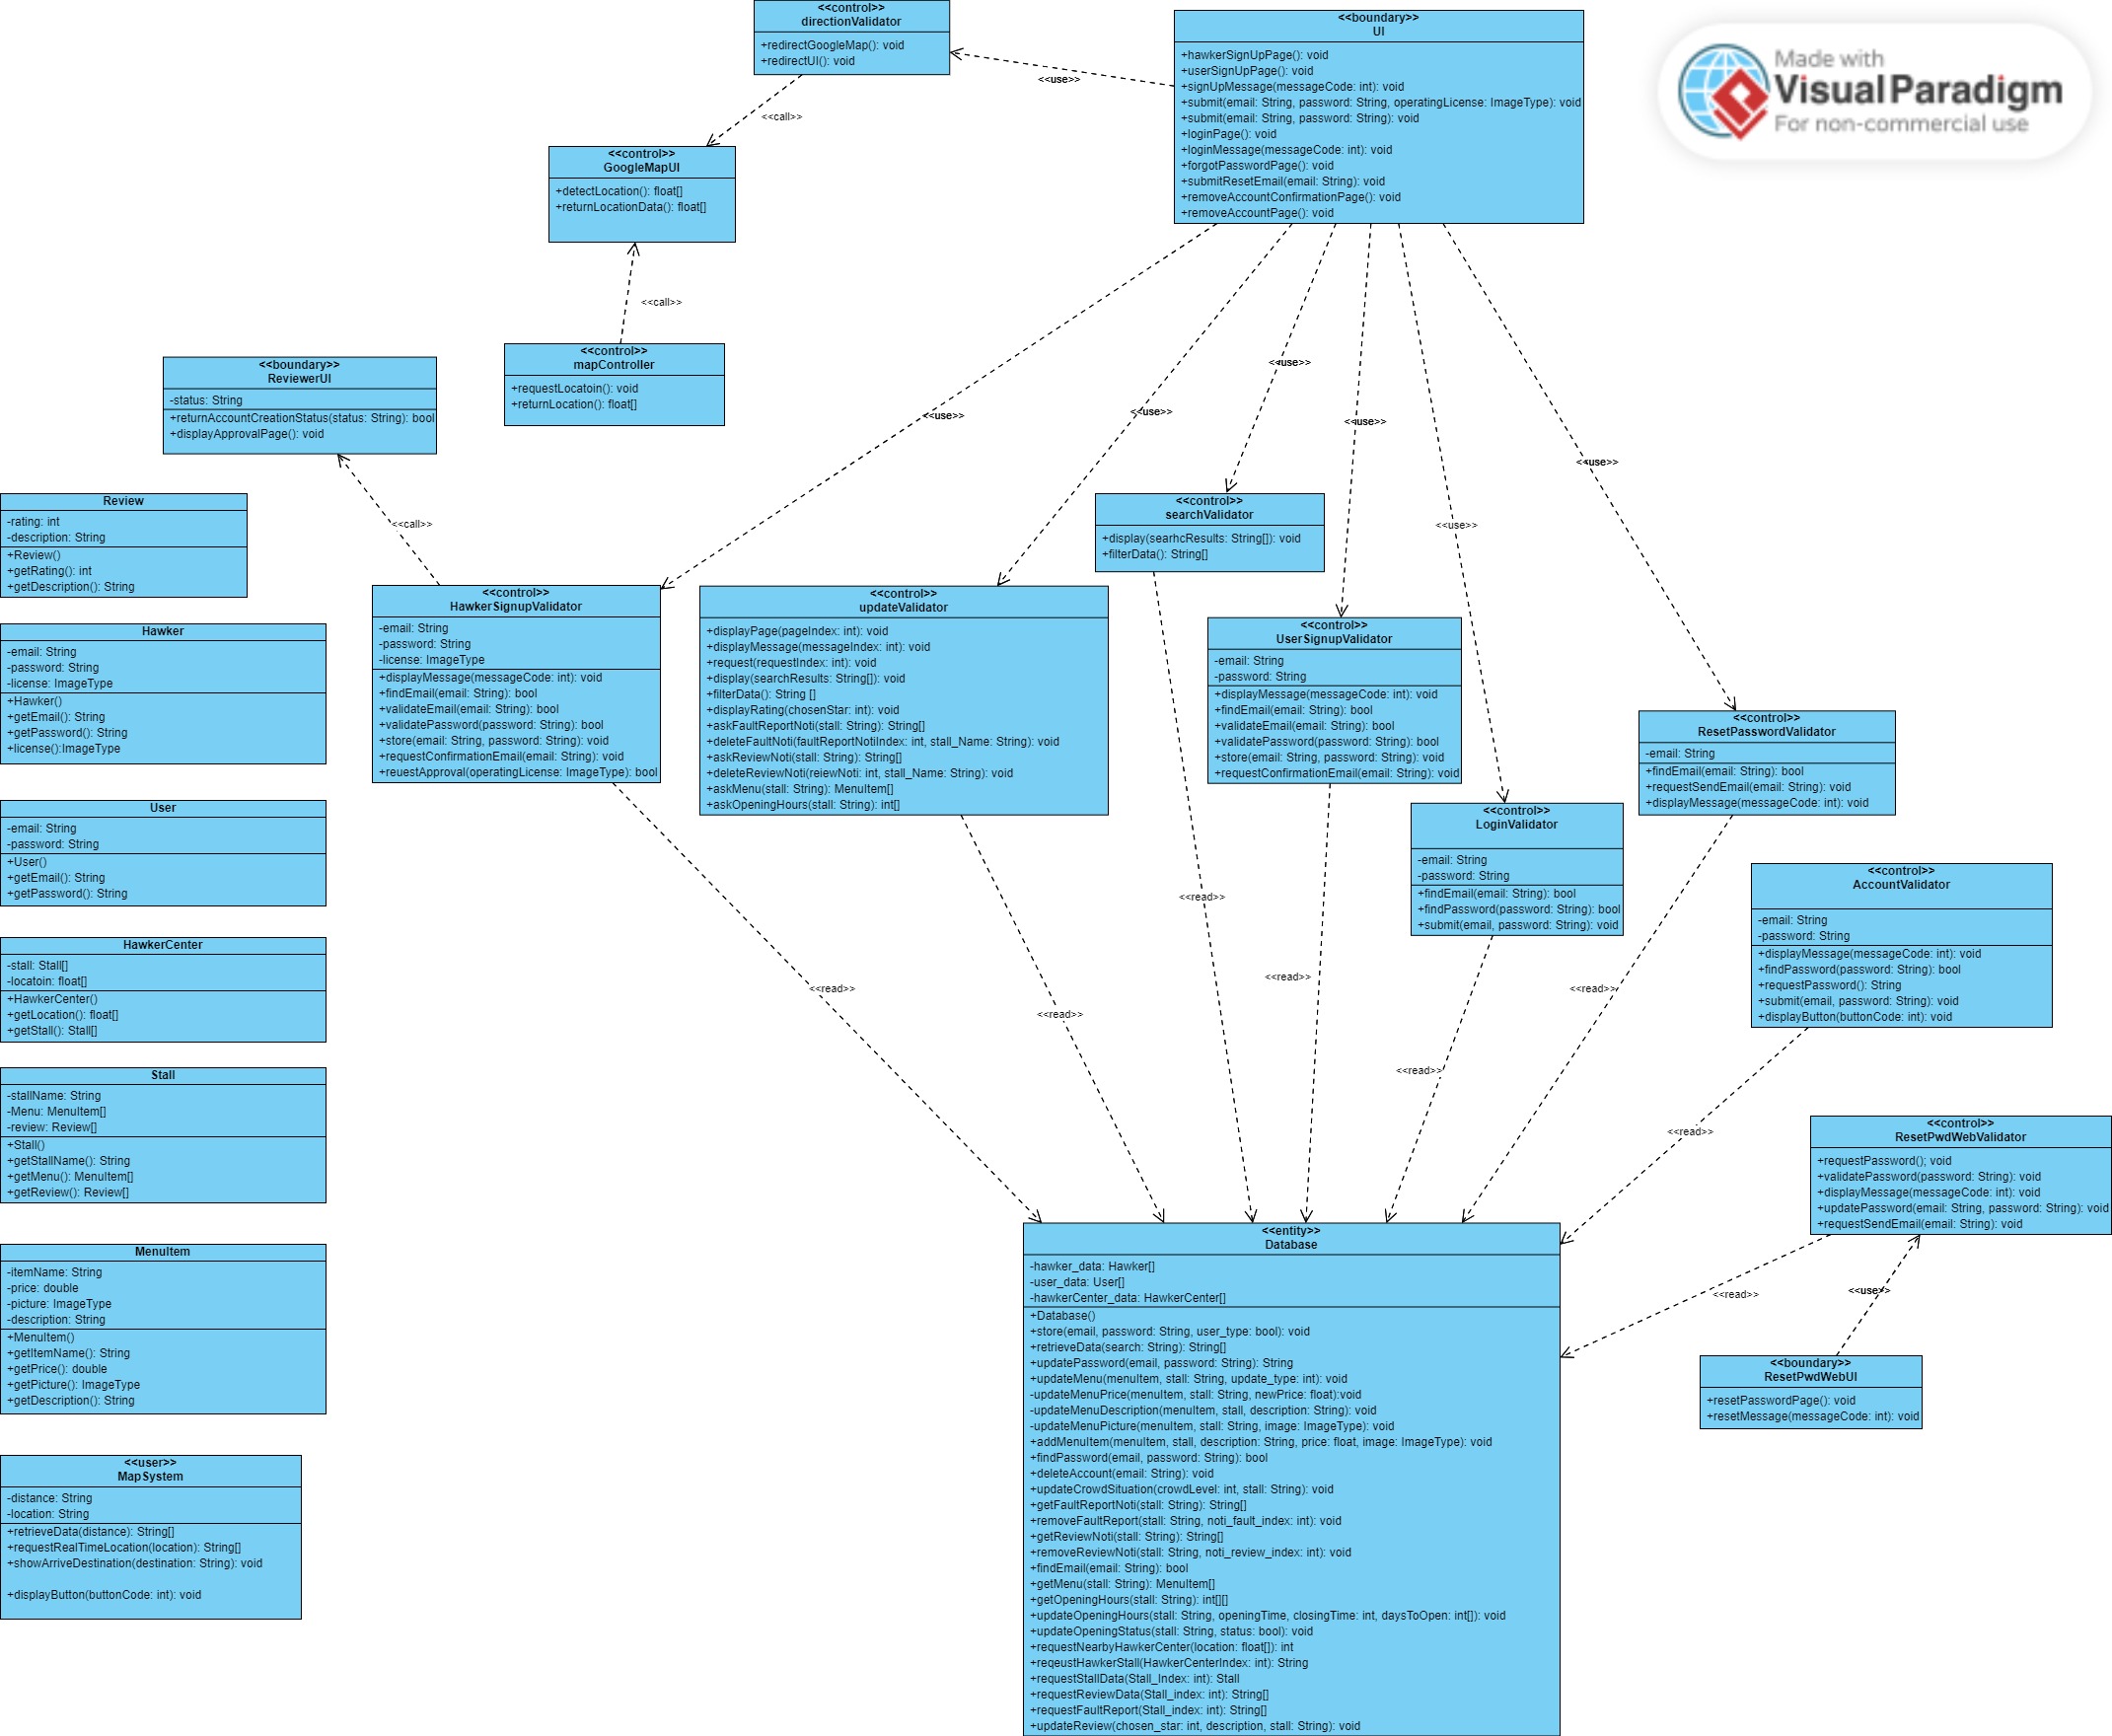 <<control>>
directionValidator
+redirectGoogleMap(): void
+redirectUI(): void
<<boundary>>
UI
+hawkerSignUpPage(): void
+userSignUpPage(): void
+signUpMessage(messageCode: int): void
+submit(email: String, password: String, operatingLicense: ImageType): void
+submit(email: String, password: String): void
+loginPage(): void
+loginMessage(messageCode: int): void
+forgotPasswordPage(): void
+submitResetEmail(email: String): void
+removeAccountConfirmationPage(): void
+removeAccountPage(): void
Made with
Visual Paradigm
For non-commercial use
<<use>>
<<call>>
<<control>>
GoogleMapUI
+detectLocation(): float[]
+returnLocationData(): float[]
<<call>>
<<control>>
mapController
+requestLocatoin(): void
+returnLocation(): float[]
<<boundary>>
ReviewerUI
-status: String
+returnAccountCreationStatus(status: String): bool
+displayApprovalPage(): void
<<call>>
<<use>>
<<use>>
<<use>>
<<use>>
<<use>>
<<use>>
Review
-rating: int
-description: String
+Review()
+getRating(): int
+getDescription(): String
Hawker
-email: String
-password: String
-license: ImageType
+Hawker()
+getEmail(): String
+getPassword(): String
+license():ImageType
User
-email: String
-password: String
+User()
+getEmail(): String
+getPassword(): String
HawkerCenter
-stall: Stall[]
-locatoin: float[]
+HawkerCenter()
+getLocation(): float[]
+getStall(): Stall[]
Stall
-stallName: String
-Menu: MenuItem[]
-review: Review[]
+Stall()
+getStallName(): String
+getMenu(): MenuItem[]
+getReview(): Review[]
MenuItem
-itemName: String
-price: double
-picture: ImageType
-description: String
+MenuItem()
+getItemName(): String
+getPrice(): double
+getPicture(): ImageType
+getDescription(): String
<<user>>
MapSystem
-distance: String
-location: String
+retrieveData(distance): String[]
+requestRealTimeLocation(location): String[]
+showArriveDestination(destination: String): void
+displayButton(buttonCode: int): void
<<control>>
HawkerSignupValidator
-email: String
-password: String
-license: ImageType
+displayMessage(messageCode: int): void
+findEmail(email: String): bool
+validateEmail(email: String): bool
+validatePassword(password: String): bool
+store(email: String, password: String): void
+requestConfirmationEmail(email: String): void
+reuestApproval(operatingLicense: ImageType): bool
<<control>>
updateValidator
+displayPage(pageIndex: int): void
+displayMessage(messageIndex: int): void
+request(requestIndex: int): void
+display(searchResults: String[]): void
+filterData(): String []
+displayRating(chosenStar: int): void
+askFaultReportNoti(stall: String): String[]
+deleteFaultNoti(faultReportNotiIndex: int, stall_Name: String): void
+askReviewNoti(stall: String): String[]
+deleteReviewNoti(reiewNoti: int, stall_Name: String): void
+askMenu(stall: String): MenuItem[]
+askOpeningHours(stall: String): int[]
<<control>>
searchValidator
+display(searhcResults: String[]): void
+filterData(): String[]
<<control>>
UserSignupValidator
-email: String
-password: String
+displayMessage(messageCode: int): void
+findEmail(email: String): bool
+validateEmail(email: String): bool
+validatePassword(password: String): bool
+store(email: String, password: String): void
+requestConfirmationEmail(email: String): void
<<control>>
LoginValidator
-email: String
-password: String
+findEmail(email: String): bool
+findPassword(password: String): bool
+submit(email, password: String): void
<<control>>
ResetPasswordValidator
-email: String
+findEmail(email: String): bool
+requestSendEmail(email: String): void
+displayMessage(messageCode: int): void
<<control>>
AccountValidator
-email: String
-password: String
+displayMessage(messageCode: int): void
+findPassword(password: String): bool
+requestPassword(): String
+submit(email, password: String): void
+displayButton(buttonCode: int): void
<<read>>
<<read>>
<<read>>
<<read>>
<<read>>
<<read>>
<<read>>
<<control>>
ResetPwdWebValidator
+requestPassword(); void
+validatePassword(password: String): void
+displayMessage(messageCode: int): void
+updatePassword(email: String, password: String): void
+requestSendEmail(email: String): void
<<read>>
<<use>>
<<boundary>>
ResetPwdWebUI
+resetPasswordPage(): void
+resetMessage(messageCode: int): void
<<entity>>
Database
-hawker_data: Hawker[]
-user_data: User[]
-hawkerCenter_data: HawkerCenter[]
+Database()
+store(email, password: String, user_type: bool): void
+retrieveData(search: String): String[]
+updatePassword(email, password: String): String
+updateMenu(menuItem, stall: String, update_type: int): void
-updateMenuPrice(menuItem, stall: String, newPrice: float):void
-updateMenuDescription(menuItem, stall, description: String): void
-updateMenuPicture(menuItem, stall: String, image: ImageType): void
+addMenuItem(menuItem, stall, description: String, price: float, image: ImageType): void
+findPassword(email, password: String): bool
+deleteAccount(email: String): void
+updateCrowdSituation(crowdLevel: int, stall: String): void
+getFaultReportNoti(stall: String): String[]
+removeFaultReport(stall: String, noti_fault_index: int): void
+getReviewNoti(stall: String): String[]
+removeReviewNoti(stall: String, noti_review_index: int): void
+findEmail(email: String): bool
+getMenu(stall: String): MenuItem[]
+getOpeningHours(stall: String): int[][]
+updateOpeningHours(stall: String, openingTime, closingTime: int, daysToOpen: int[]): void
+updateOpeningStatus(stall: String, status: bool): void
+requestNearbyHawkerCenter(location: float[]): int
+reqeustHawkerStall(HawkerCenterIndex: int): String
+requestStallData(Stall_Index: int): Stall
+requestReviewData(Stall_index: int): String[]
+requestFaultReport(Stall_index: int): String[]
+updateReview(chosen_star: int, description, stall: String): void